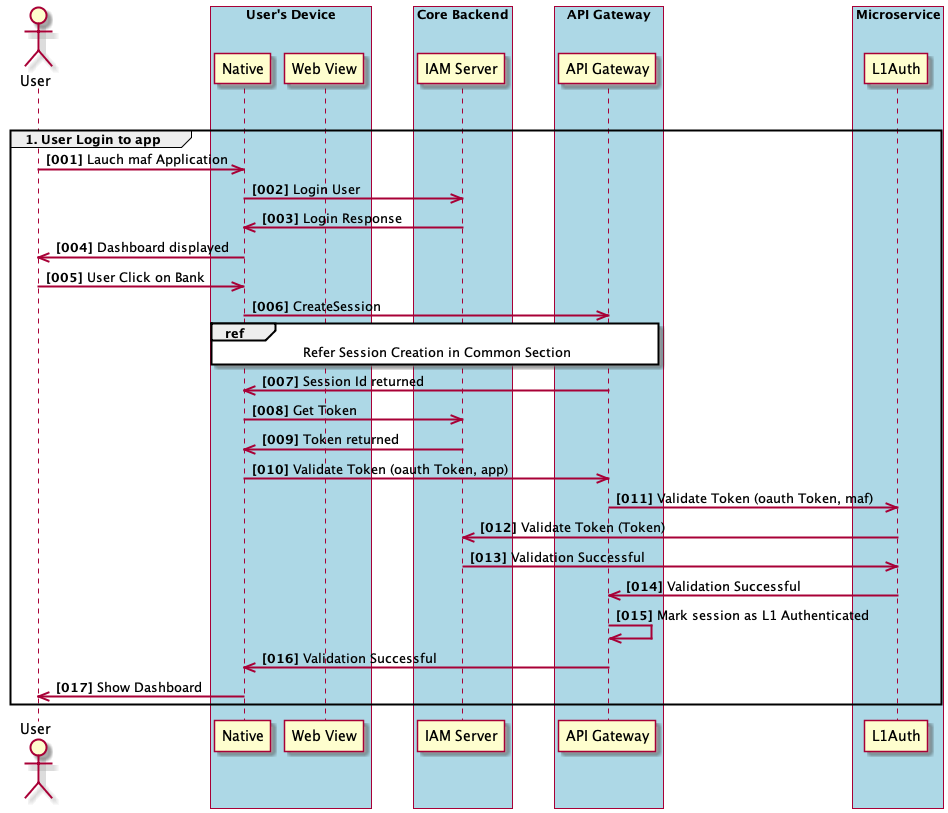 User's Device
Core Backend
API Gateway
Microservice
User
Native
Web View
IAM Server
API Gateway
L1Auth
1. User Login to app
[001] Lauch maf Application
[002] Login User
[003] Login Response
[004] Dashboard displayed
[005] User Click on Bank
[006] CreateSession
ref
Refer Session Creation in Common Section
[007] Session Id returned
[008] Get Token
[009] Token returned
[010] Validate Token (oauth Token, app)
[011] Validate Token (oauth Token, maf)
[012] Validate Token (Token)
[013] Validation Successful
[014] Validation Successful
[015] Mark session as L1 Authenticated
[016] Validation Successful
[017] Show Dashboard
User
Native
Web View
IAM Server
API Gateway
L1Auth